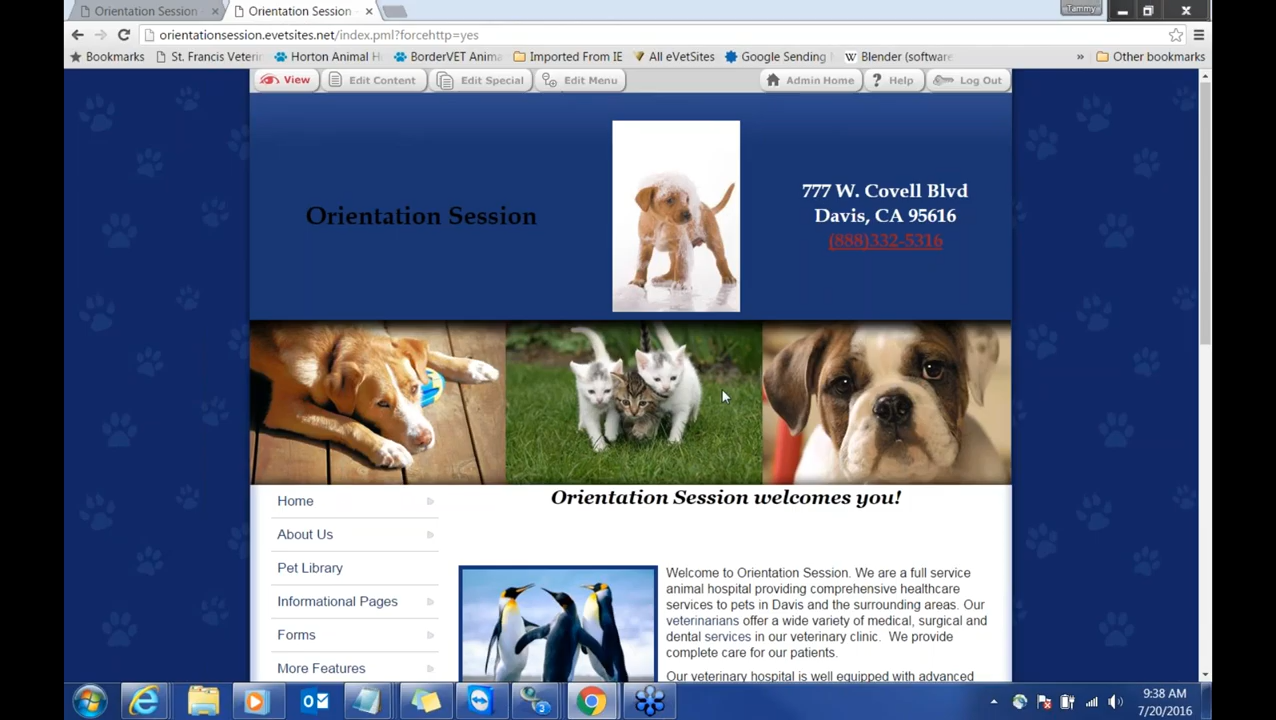 Orientation Session
Orientation Session
Tammy
orientationsession.evetsites.net/index.pml?forcehttp=yes
Bookmarks
St. Francis Veterin
Horton Animal H
BorderVET Anima
Imported From IE
All eVetSites
Google Sending
Blender (software
»
Other bookmarks
View
Edit Content
Edit Special
Edit Menu
Admin Home
Help
Log Out
Orientation Session
777 W. Covell Blvd
Davis, CA 95616
(888)332-5316
Home
About Us
Pet Library
Informational Pages
Forms
More Features
Orientation Session welcomes you!
Welcome to Orientation Session. We are a full service
animal hospital providing comprehensive healthcare
services to pets in Davis and the surrounding areas. Our
veterinarians offer a wide variety of medical, surgical and
dental services in our veterinary clinic. We provide
complete care for our patients.
Our veterinary hospital is well equipped with advanced
9:38 AM
7/20/2016